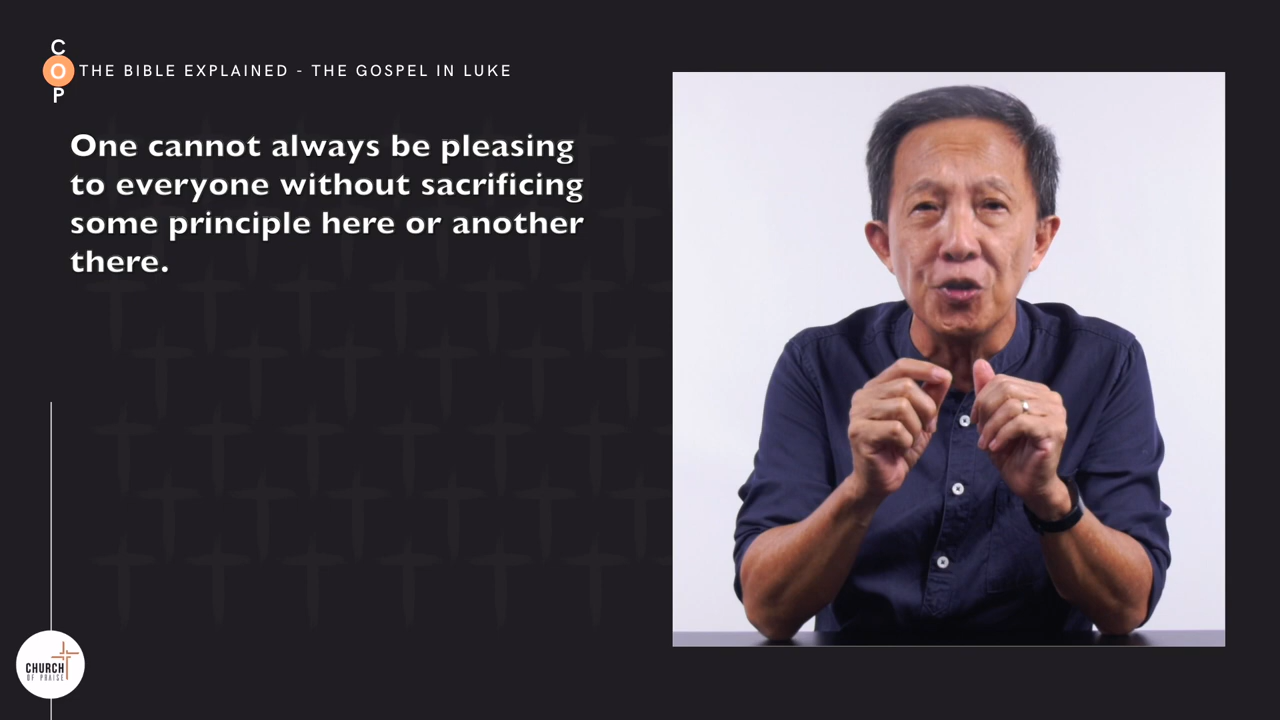 C
O
P
THE BIBLE EXPLAINED - THE GOSPEL IN LUKE
One cannot always be pleasing
to everyone without sacrificing
some principle here or another
there.
CHURCH
OF PRAISE